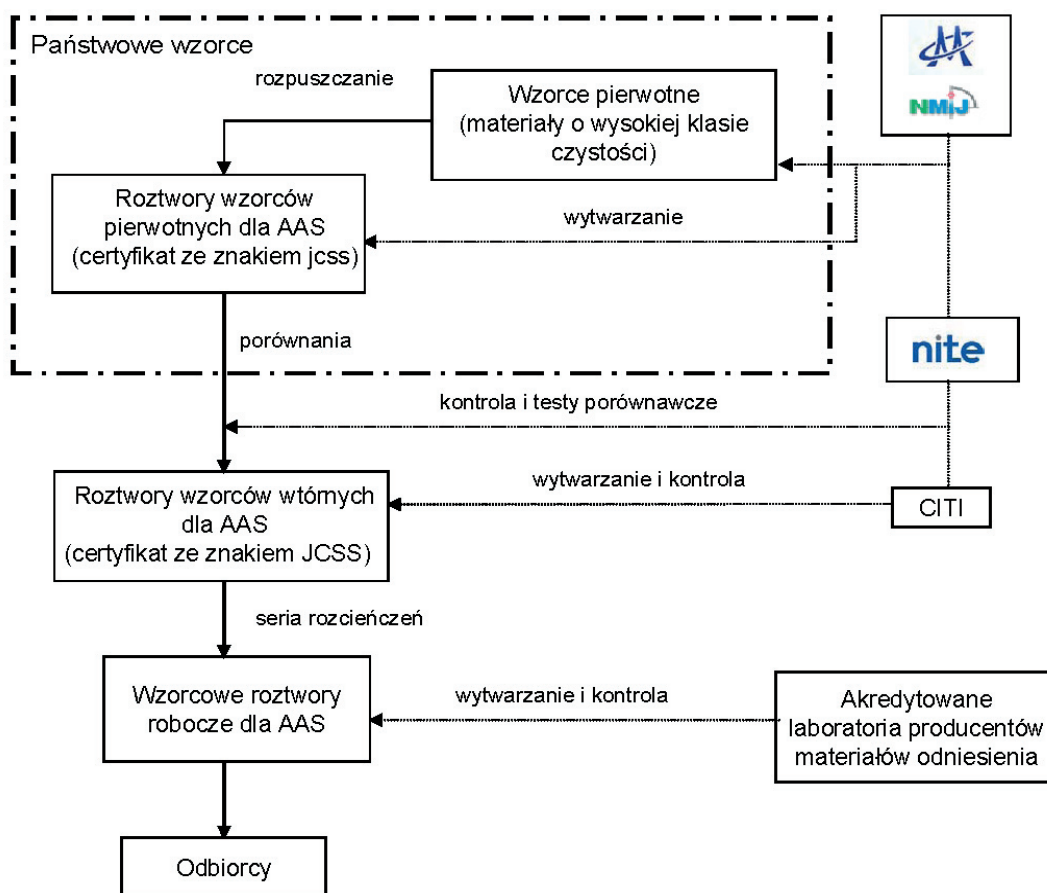 Państwowe wzorce
rozpuszczanie
Wzorce pierwotne
(materiały o wysokiej klasie
czystości)
NMIJ
Roztwory wzorców
pierwotnych dla AAS
(certyfikat ze znakiem jcss)
wytwarzanie
porównania
nite
kontrola i testy porównawcze
Roztwory wzorców wtórnych
dla AAS
(certyfikat ze znakiem JCSS)
wytwarzanie i kontrola
CITI
seria rozcieńczeń
Wzorcowe roztwory
robocze dla AAS
wytwarzanie i kontrola
Akredytowane
laboratoria producentów
materiałów odniesienia
Odbiorcy